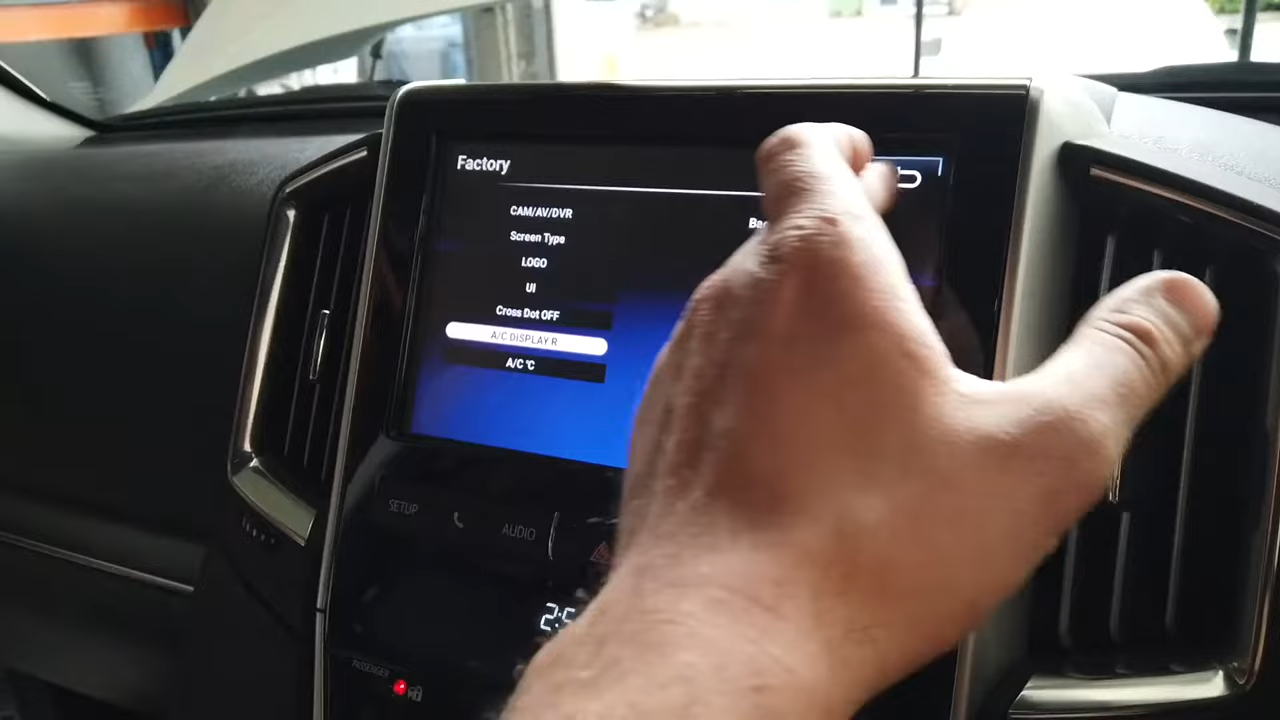 Factory
CAM/AV/DVR
Screen Type
LOGO
UI
Cross Dot OFF
A/C DISPLAY R
A/C ℃
SETUP
AUDIO
PASSENGER